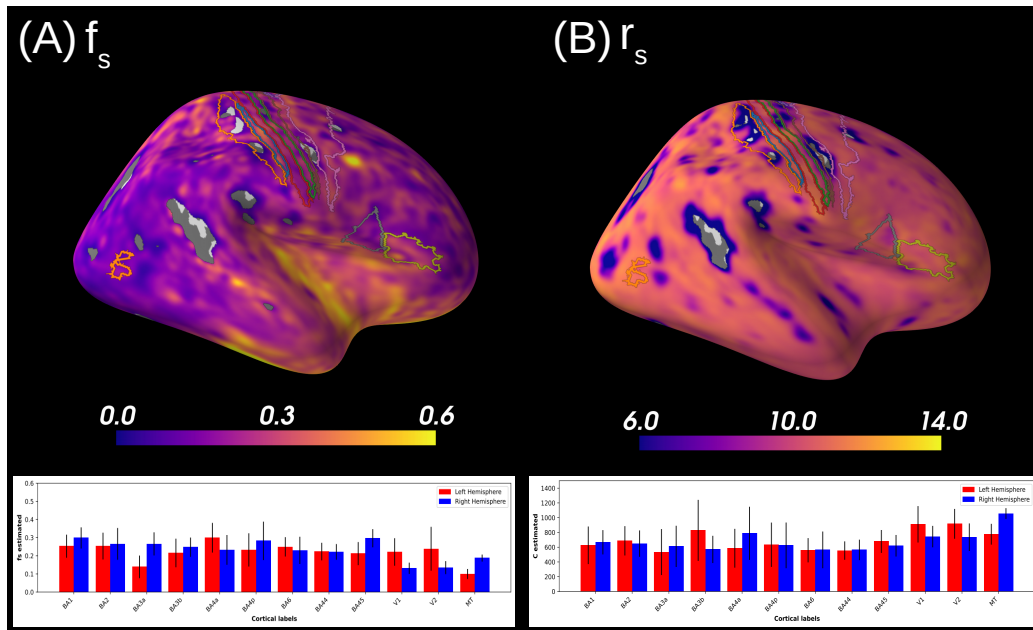 (A) fs
(B) rs
0.0 0.3 0.6
6.0 10.0 14.0
0.6
0.5
0.4
0.3
0.2
0.1
0.0
fs estimated
Left Hemisphere
Right Hemisphere
BA1 BA2 BA3a BA3b BA4a BA4p BA6 BA44 BA45 V1 V2 MT
Cortical labels
1400
1200
1000
800
600
400
200
0
C estimated
Left Hemisphere
Right Hemisphere
BA1 BA2 BA3a BA3b BA4a BA4p BA6 BA44 BA45 V1 V2 MT
Cortical labels